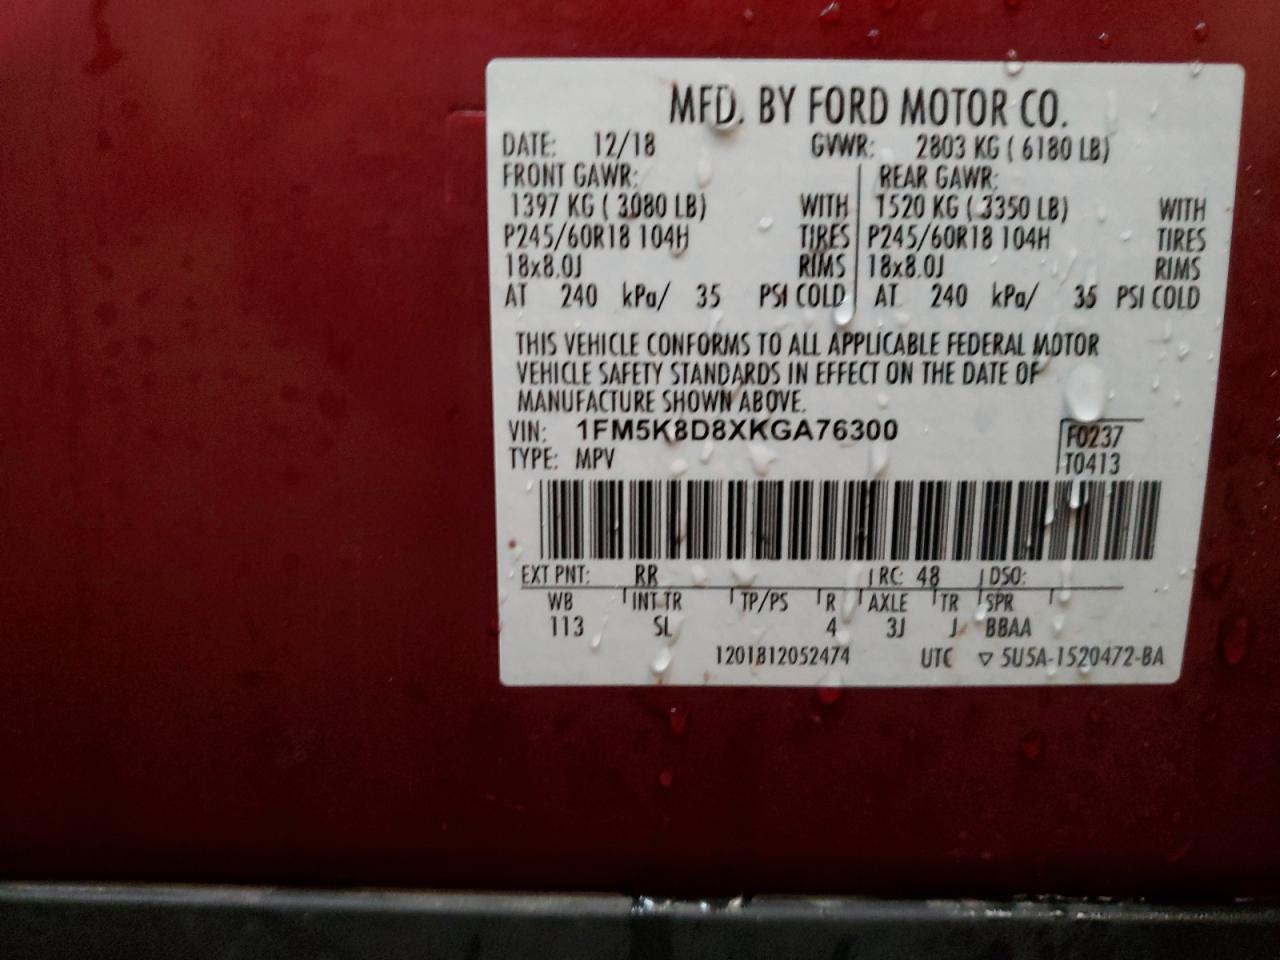 MFD. BY FORD MOTOR CO.
DATE: 12/18 GVWR: 2803 KG ( 6180 LB)
FRONT GAWR: REAR GAWR:
1397 KG ( 3080 LB) WITH 1520 KG ( 3350 LB) WITH
P245/60R18 104H TIRES P245/60R18 104H TIRES
18x8.0J RIMS 18x8.0J RIMS
AT 240 kPa/ 35 PSI COLD AT 240 kPa/ 35 PSI COLD
THIS VEHICLE CONFORMS TO ALL APPLICABLE FEDERAL MOTOR
VEHICLE SAFETY STANDARDS IN EFFECT ON THE DATE OF
MANUFACTURE SHOWN ABOVE.
VIN: 1FM5K8D8XKGA76300 F0237
TYPE: MPV T0413
EXT PNT: RR RC: 48 DSO:
WB INT TR TP/PS R AXLE TR SPR
113 SL 4 3J J BBAA
1201812052474 UTC ▽ 5U5A-1520472-BA